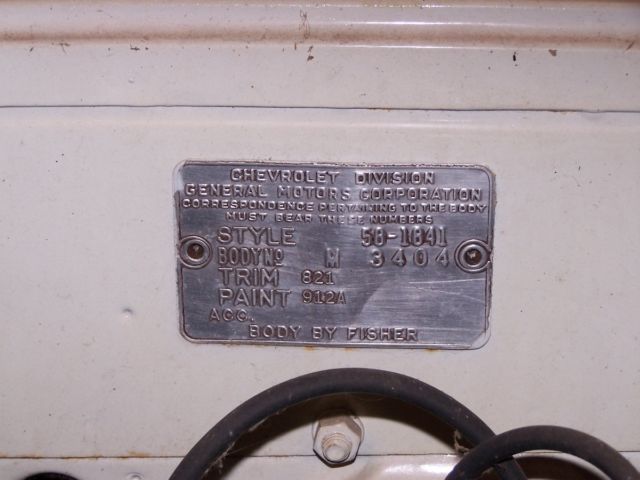 CHEVROLET DIVISION
GENERAL MOTORS CORPORATION
CORRESPONDENCE PERTAINING TO THE BODY
MUST BEAR THESE NUMBERS
STYLE 58-1841
BODY NO M 3404
TRIM 821
PAINT 912A
ACC.
BODY BY FISHER